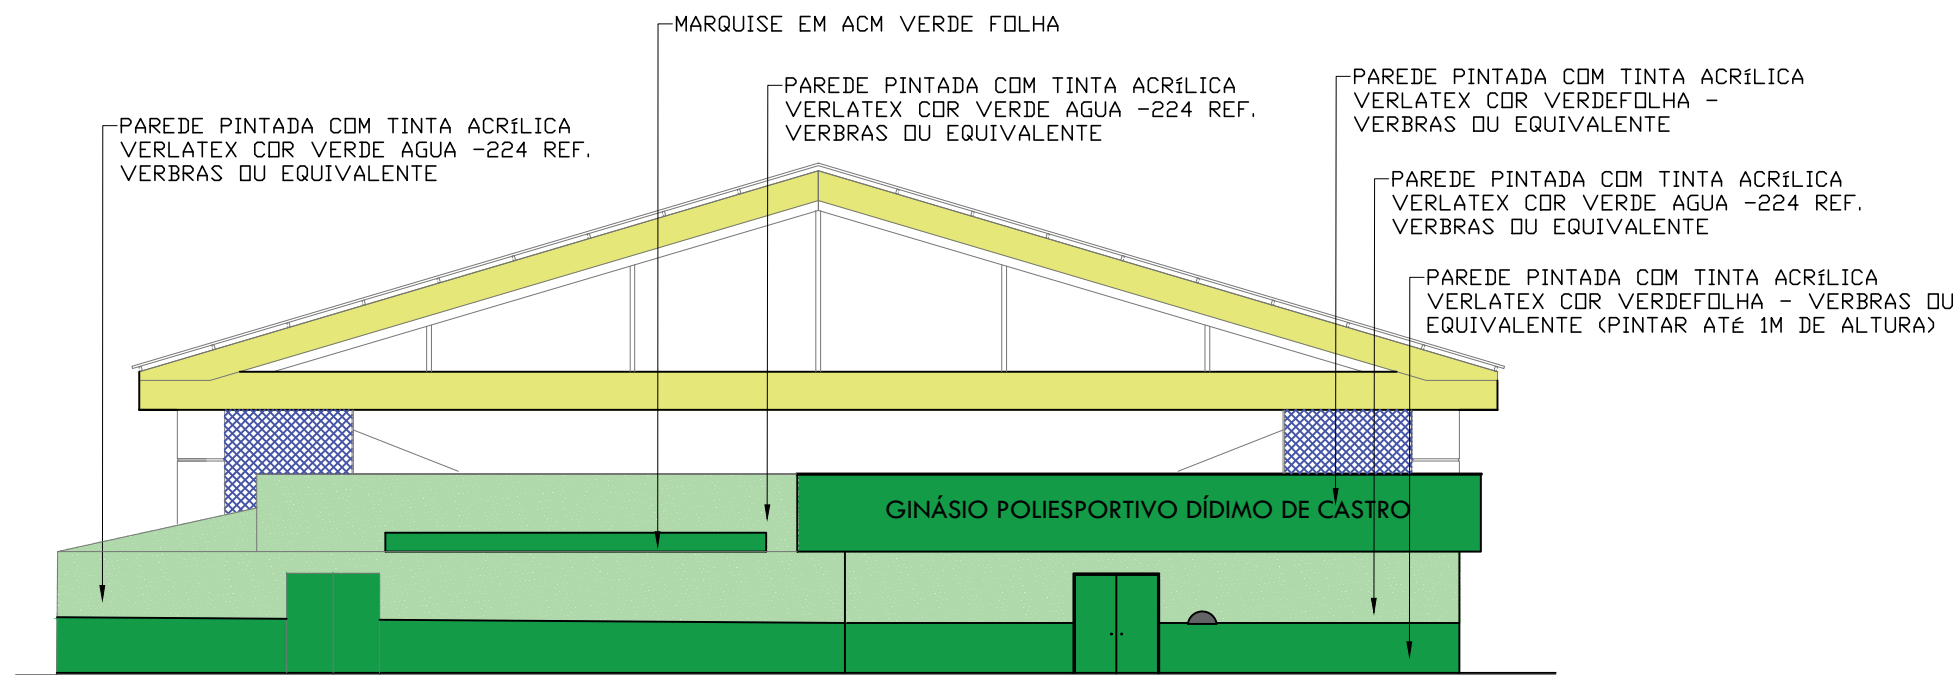 MARQUISE EM ACM VERDE FOLHA
PAREDE PINTADA COM TINTA ACRíLICA
VERLATEX COR VERDE AGUA -224 REF.
VERBRAS OU EQUIVALENTE
PAREDE PINTADA COM TINTA ACRíLICA
VERLATEX COR VERDE AGUA -224 REF.
VERBRAS OU EQUIVALENTE
PAREDE PINTADA COM TINTA ACRíLICA
VERLATEX COR VERDEFOLHA -
VERBRAS OU EQUIVALENTE
PAREDE PINTADA COM TINTA ACRíLICA
VERLATEX COR VERDE AGUA -224 REF.
VERBRAS OU EQUIVALENTE
PAREDE PINTADA COM TINTA ACRíLICA
VERLATEX COR VERDEFOLHA - VERBRAS OU
EQUIVALENTE (PINTAR ATé 1M DE ALTURA)
GINÁSIO POLIESPORTIVO DÍDIMO DE CASTRO